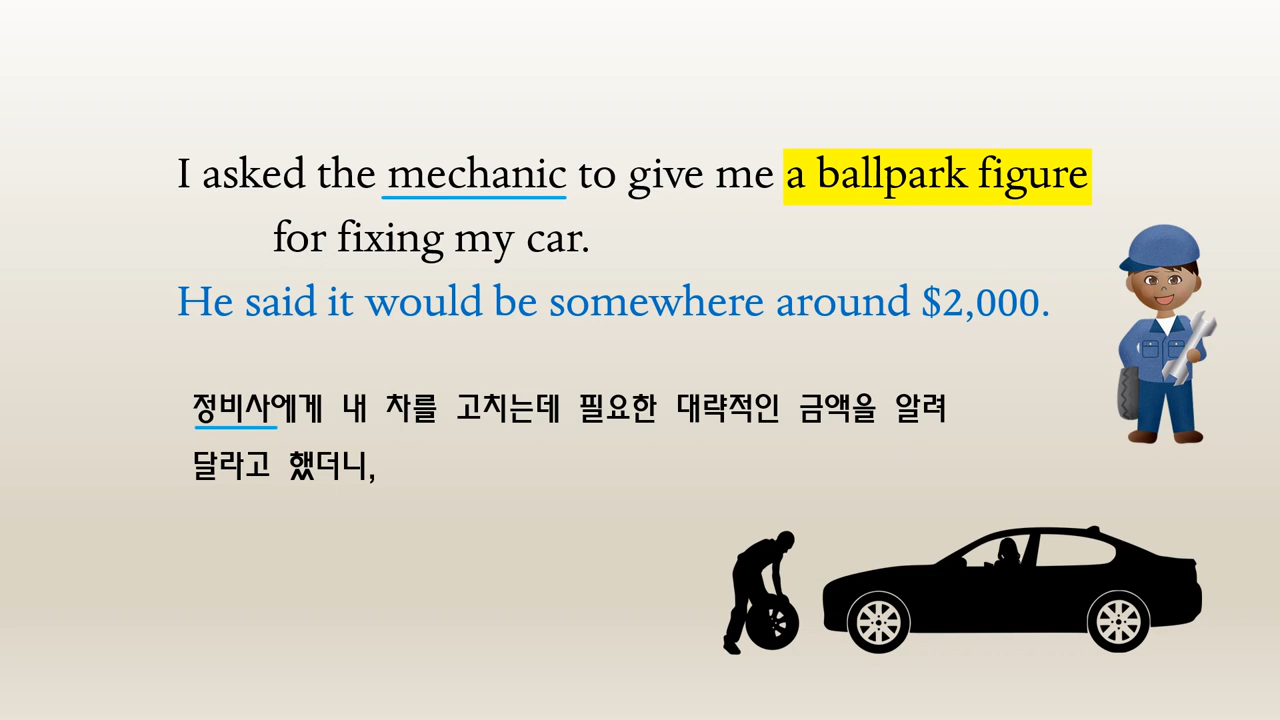 I asked the mechanic to give me a ballpark figure
for fixing my car.
He said it would be somewhere around $2,000.
정비사에게 내 차를 고치는데 필요한 대략적인 금액을 알려
달라고 했더니,